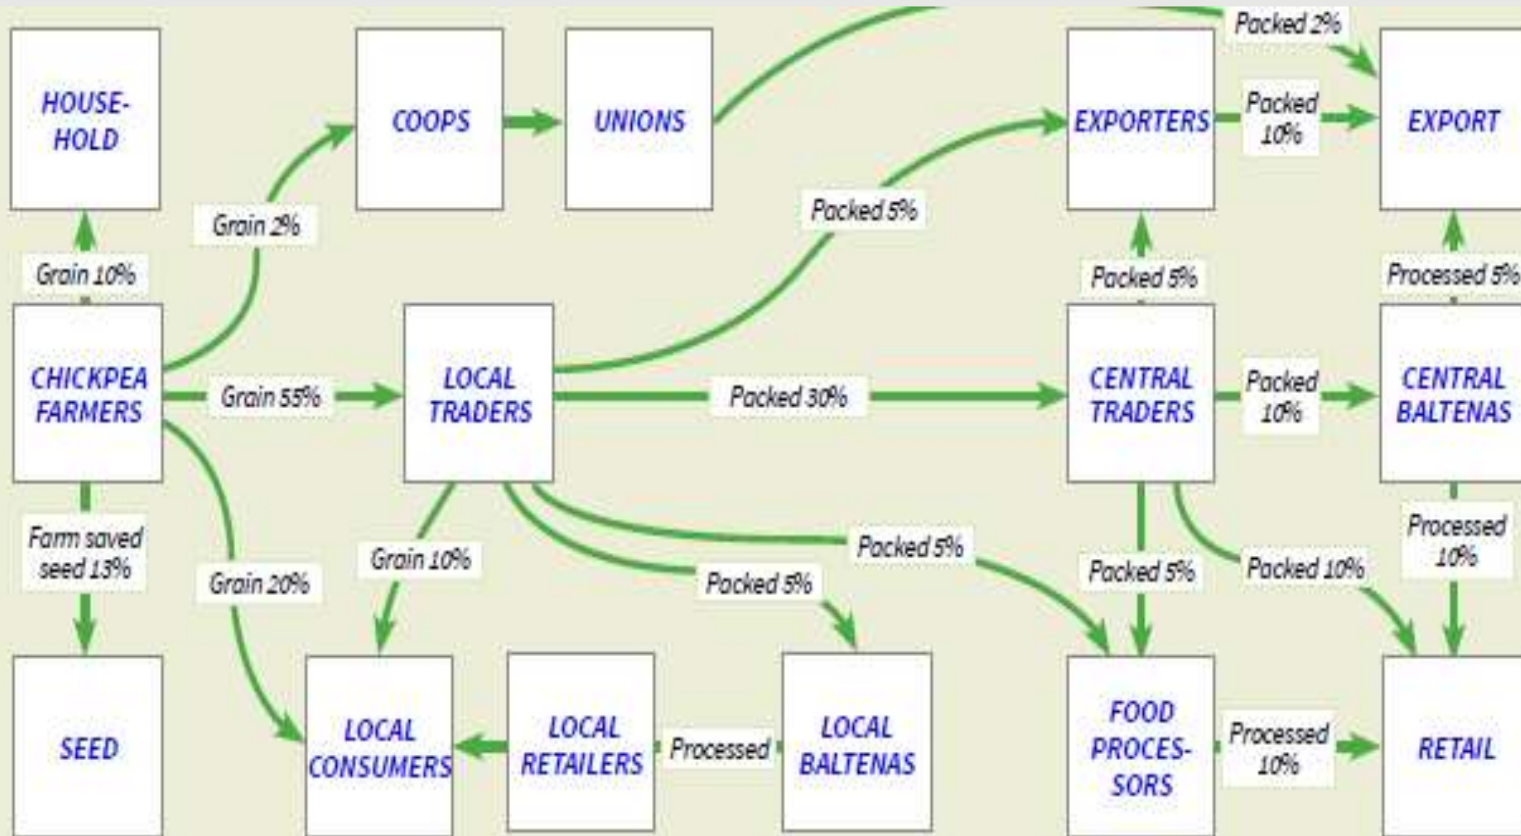 Packed 2%
HOUSE-
HOLD
COOPS
UNIONS
EXPORTERS
Packed
10%
EXPORT
Grain 2%
Packed 5%
Grain 10%
Packed 5%
Processed 5%
CHICKPEA
FARMERS
Grain 55%
LOCAL
TRADERS
Packed 30%
CENTRAL
TRADERS
Packed
10%
CENTRAL
BALTENAS
Farm saved
seed 13%
Grain 20%
Grain 10%
Packed 5%
Packed 5%
Packed 5%
Packed 10%
Processed
10%
SEED
LOCAL
CONSUMERS
LOCAL
RETAILERS
Processed
LOCAL
BALTENAS
FOOD
PROCES-
SORS
Processed
10%
RETAIL